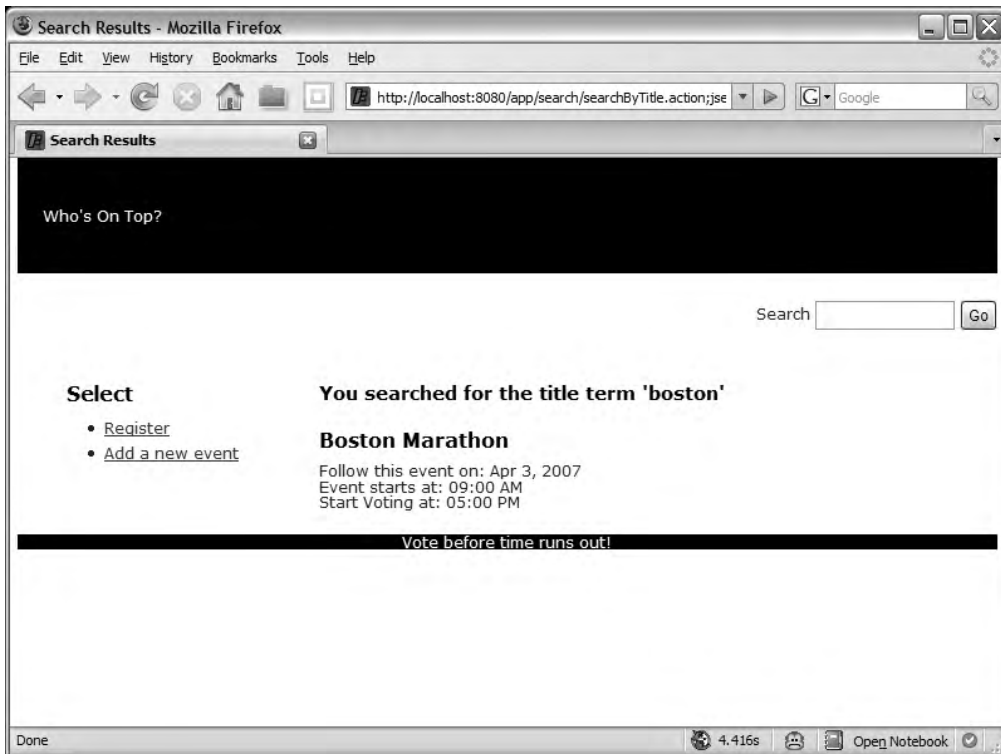 Search Results - Mozilla Firefox
File Edit View History Bookmarks Tools Help
http://localhost:8080/app/search/searchByTitle.action;jse
G Google
Search Results
Who's On Top?
Search Go
Select
Register
Add a new event
You searched for the title term 'boston'
Boston Marathon
Follow this event on: Apr 3, 2007
Event starts at: 09:00 AM
Start Voting at: 05:00 PM
Vote before time runs out!
Done 4.416s Open Notebook